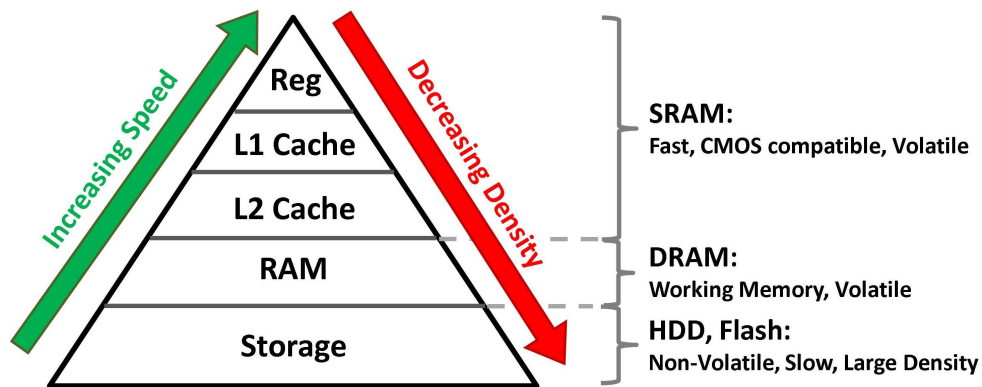 Increasing Speed
Decreasing Density
Reg
L1 Cache
L2 Cache
RAM
Storage
SRAM:
Fast, CMOS compatible, Volatile
DRAM:
Working Memory, Volatile
HDD, Flash:
Non-Volatile, Slow, Large Density